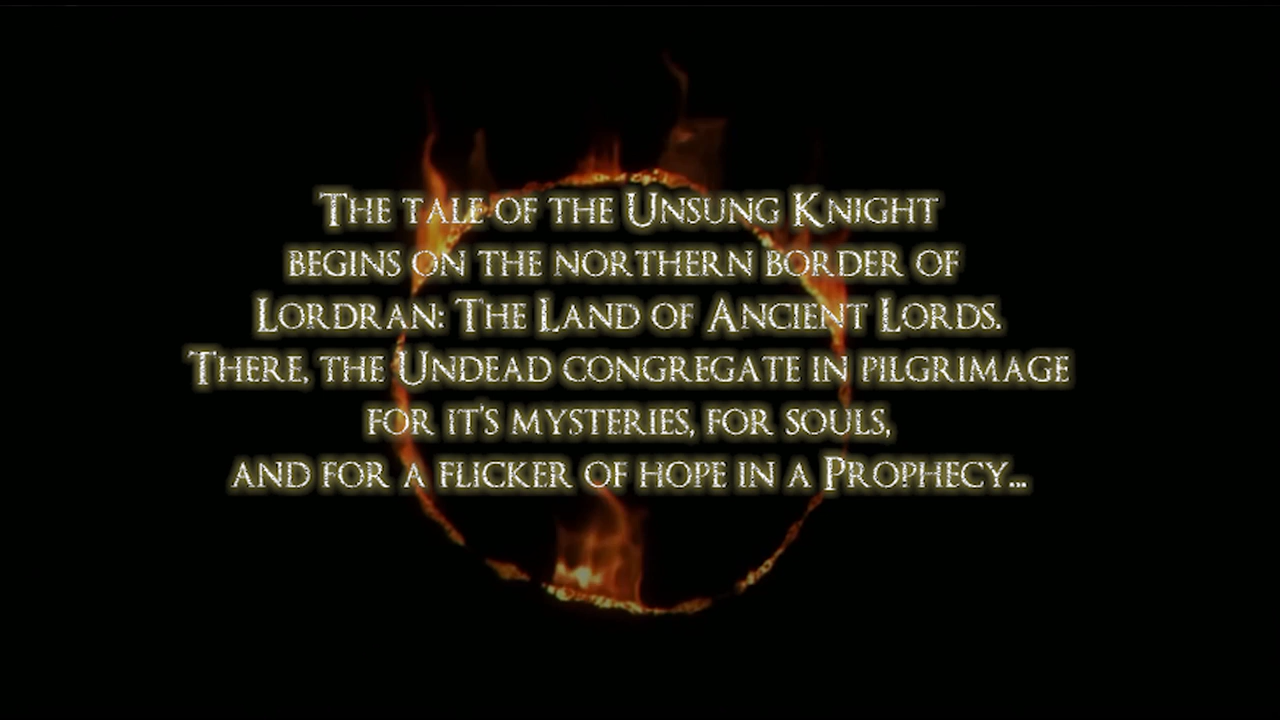 The tale of the Unsung Knight
begins on the northern border of
Lordran: The Land of Ancient Lords.
There, the Undead congregate in pilgrimage
for it's mysteries, for souls,
and for a flicker of hope in a Prophecy...